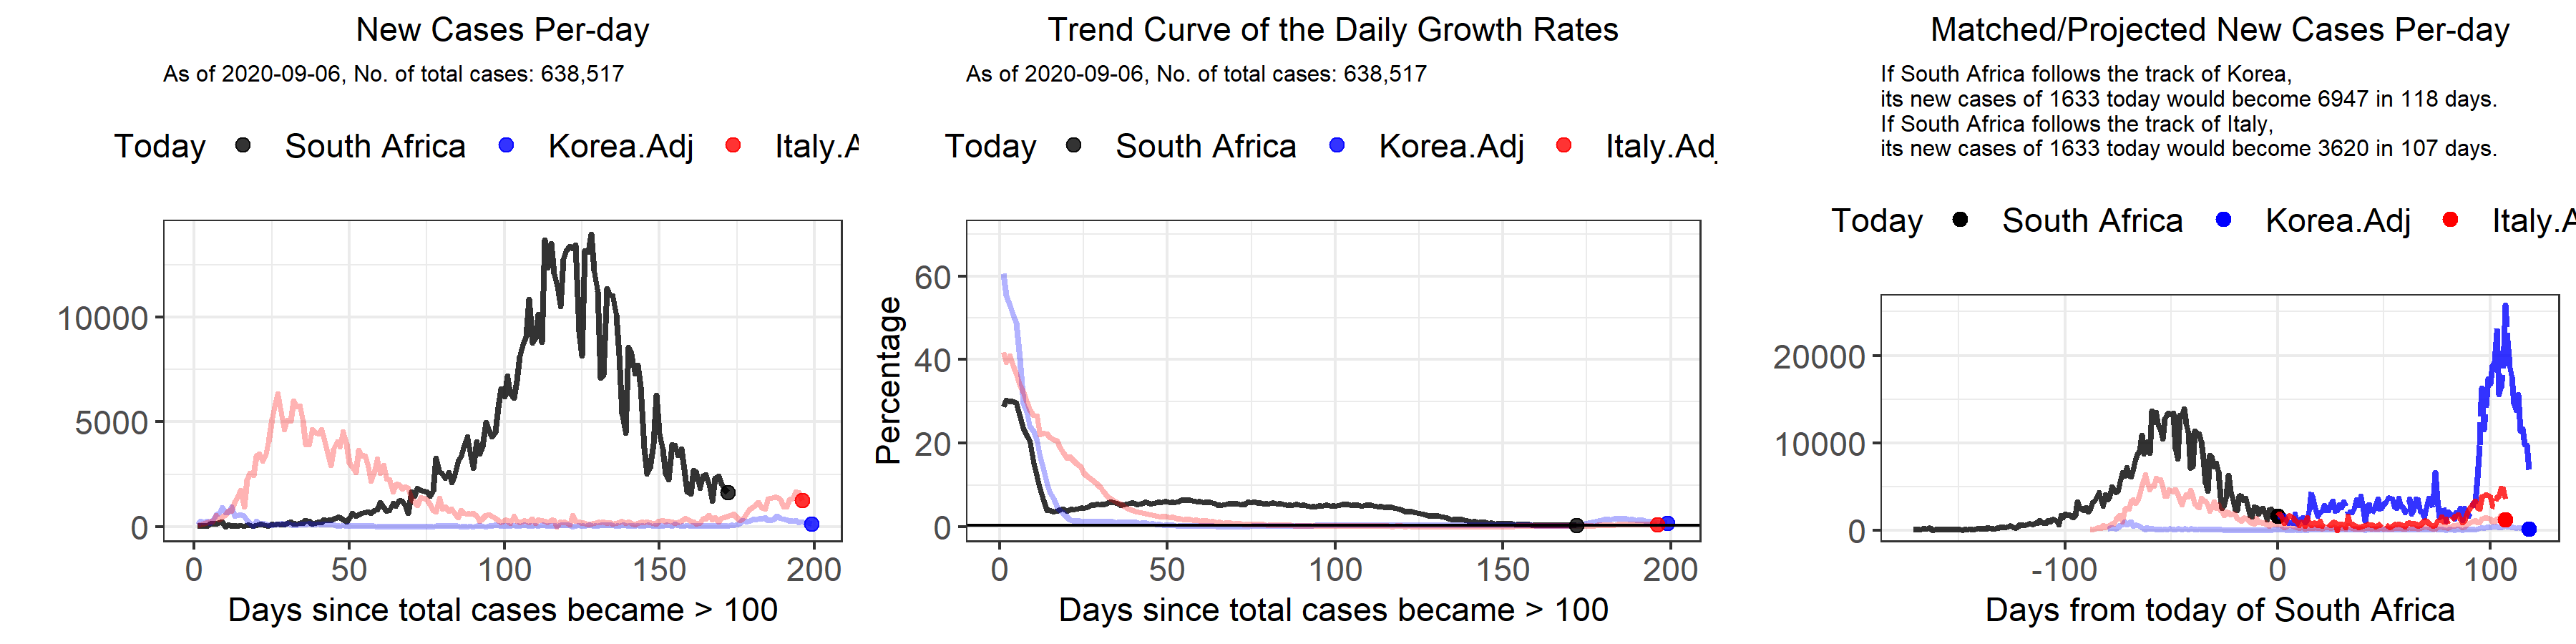 New Cases Per-day
As of 2020-09-06, No. of total cases: 638,517
Today South Africa Korea.Adj Italy.A
10000
5000
0
0 50 100 150 200
Days since total cases became > 100
Trend Curve of the Daily Growth Rates
As of 2020-09-06, No. of total cases: 638,517
Today South Africa Korea.Adj Italy.Adj
Percentage
60
40
20
0
0 50 100 150 200
Days since total cases became > 100
Matched/Projected New Cases Per-day
If South Africa follows the track of Korea,
its new cases of 1633 today would become 6947 in 118 days.
If South Africa follows the track of Italy,
its new cases of 1633 today would become 3620 in 107 days.
Today South Africa Korea.Adj Italy.A
20000
10000
0
-100 0 100
Days from today of South Africa